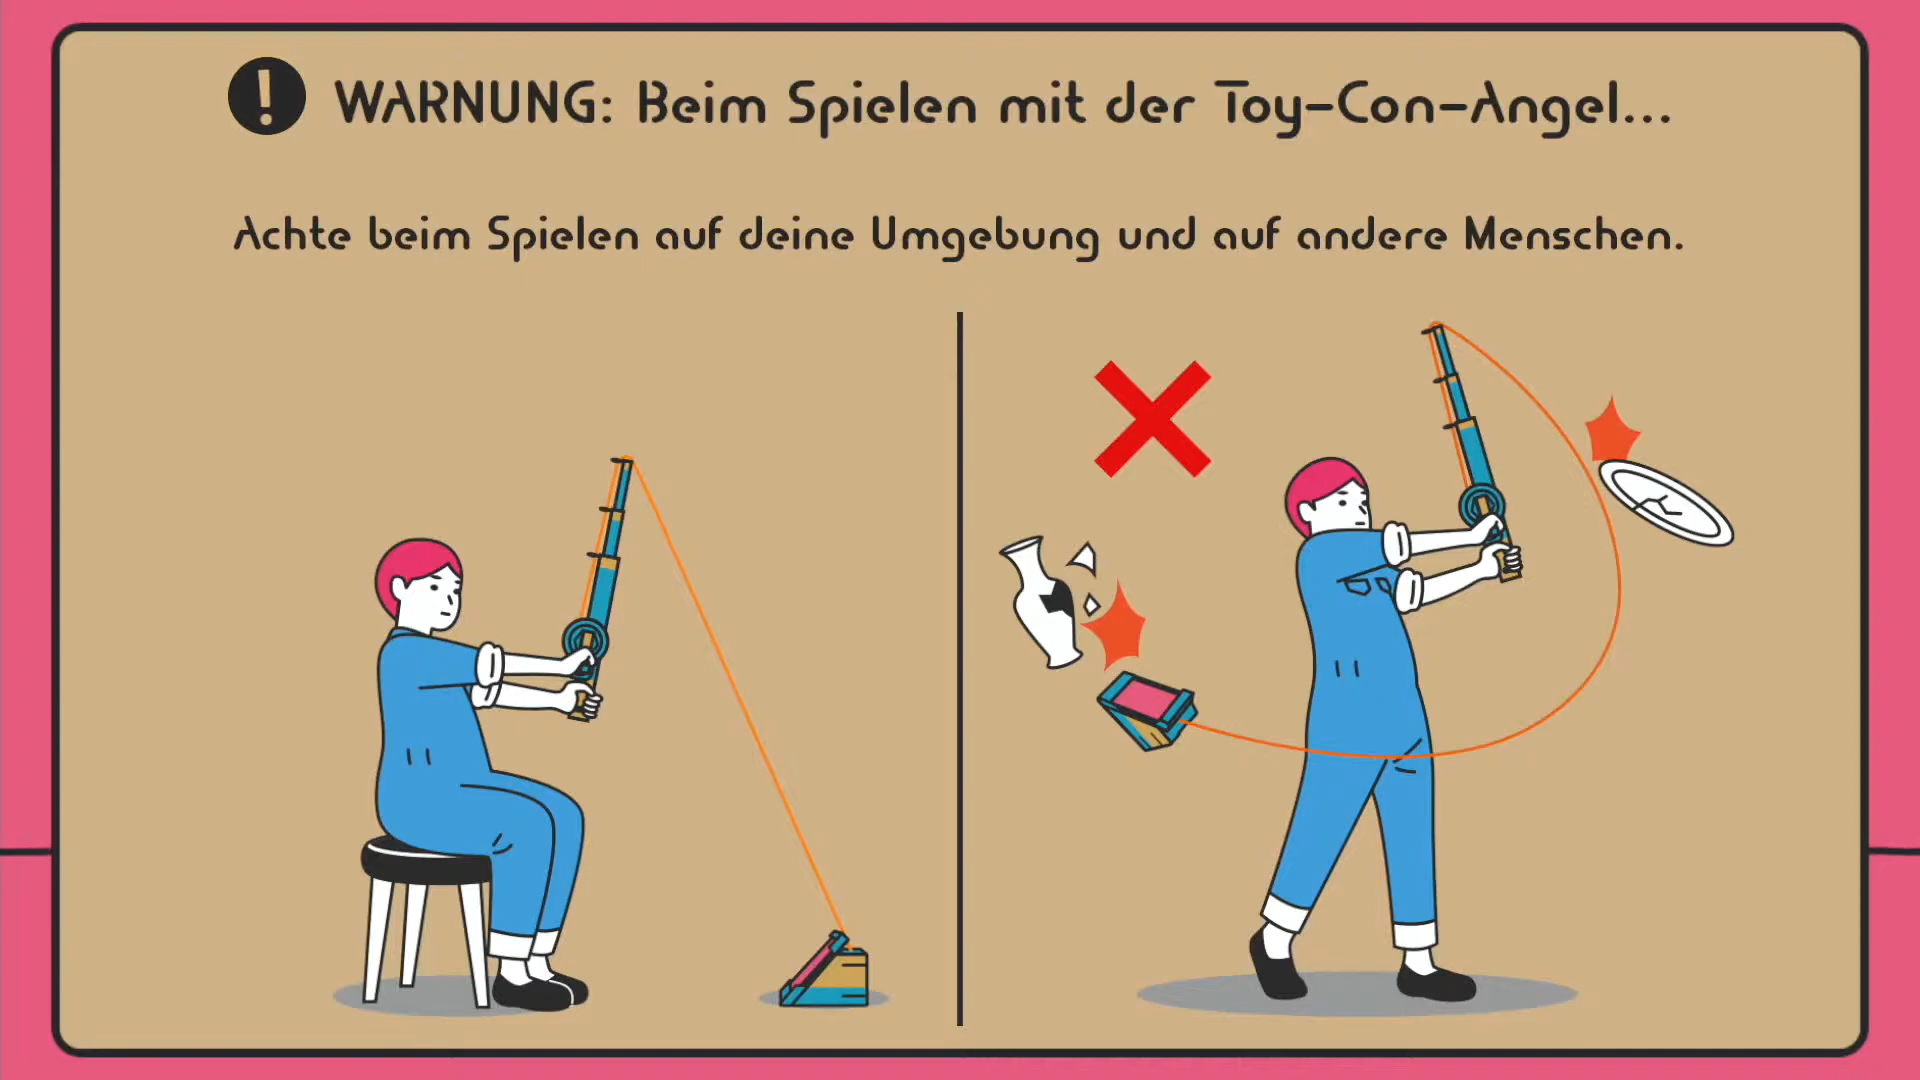 WARNUNG: Beim Spielen mit der Toy-Con-Angel...
Achte beim Spielen auf deine Umgebung und auf andere Menschen.